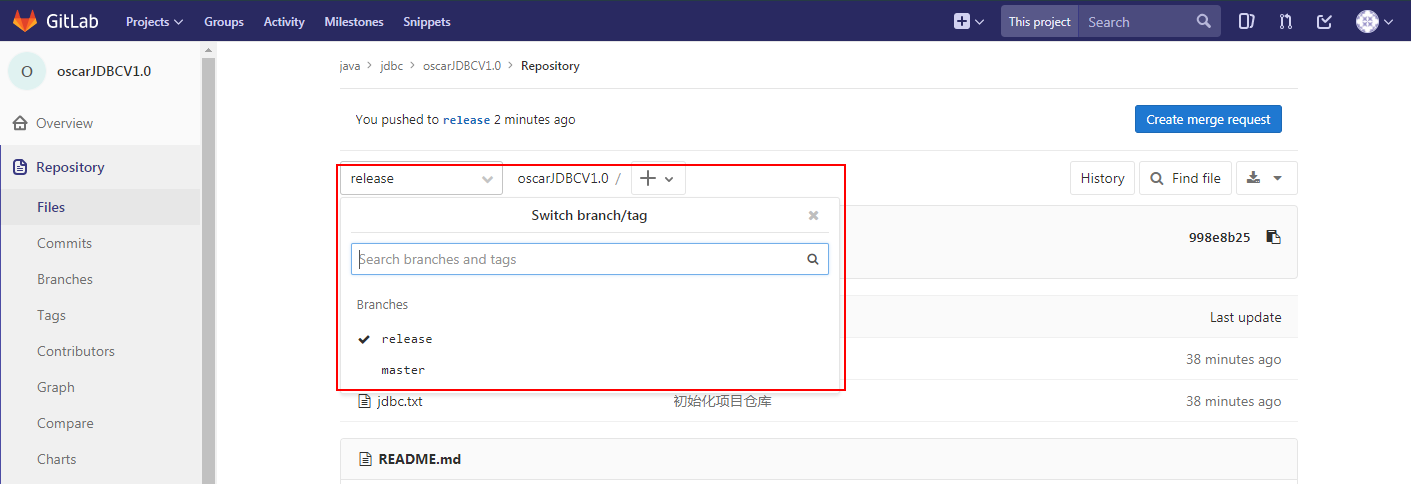 GitLab Projects Groups Activity Milestones Snippets This project Search
O oscarJDBCV1.0
Overview
Repository
Files
Commits
Branches
Tags
Contributors
Graph
Compare
Charts
java > jdbc > oscarJDBCV1.0 > Repository
You pushed to release 2 minutes ago Create merge request
release oscarJDBCV1.0 / History Find file
Switch branch/tag
998e8b25
Search branches and tags
Branches
Last update
release
38 minutes ago
master
jdbc.txt 初始化项目仓库 38 minutes ago
README.md